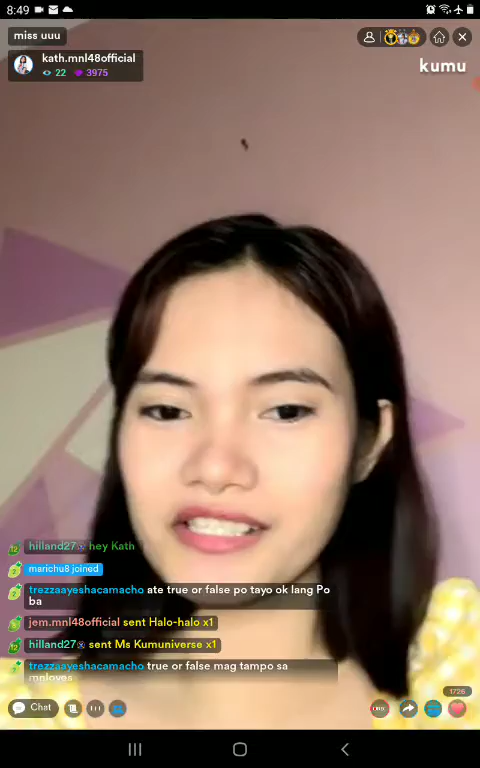 8:49
miss uuu
kath.mnl48official
22 3975
kumu
hilland27 hey Kath
marichu8 joined
trezzaayeshacamacho ate true or false po tayo ok lang Po
ba
jem.mnl48official sent Halo-halo x1
hilland27 sent Ms Kumuniverse x1
trezzaayeshacamacho true or false mag tampo sa
mnloves
1726
Chat